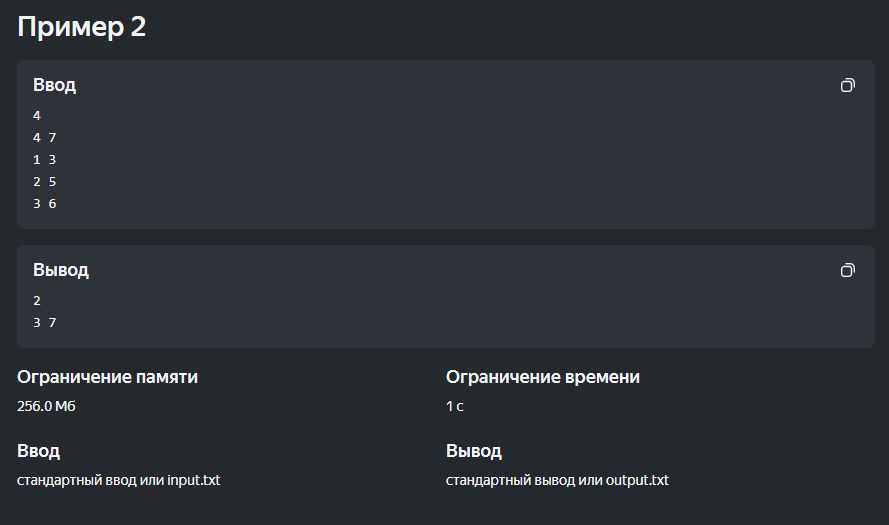 Пример 2
Ввод
4
4 7
1 3
2 5
3 6
Вывод
2
3 7
Ограничение памяти
256.0 Мб
Ограничение времени
1 с
Ввод
стандартный ввод или input.txt
Вывод
стандартный вывод или output.txt